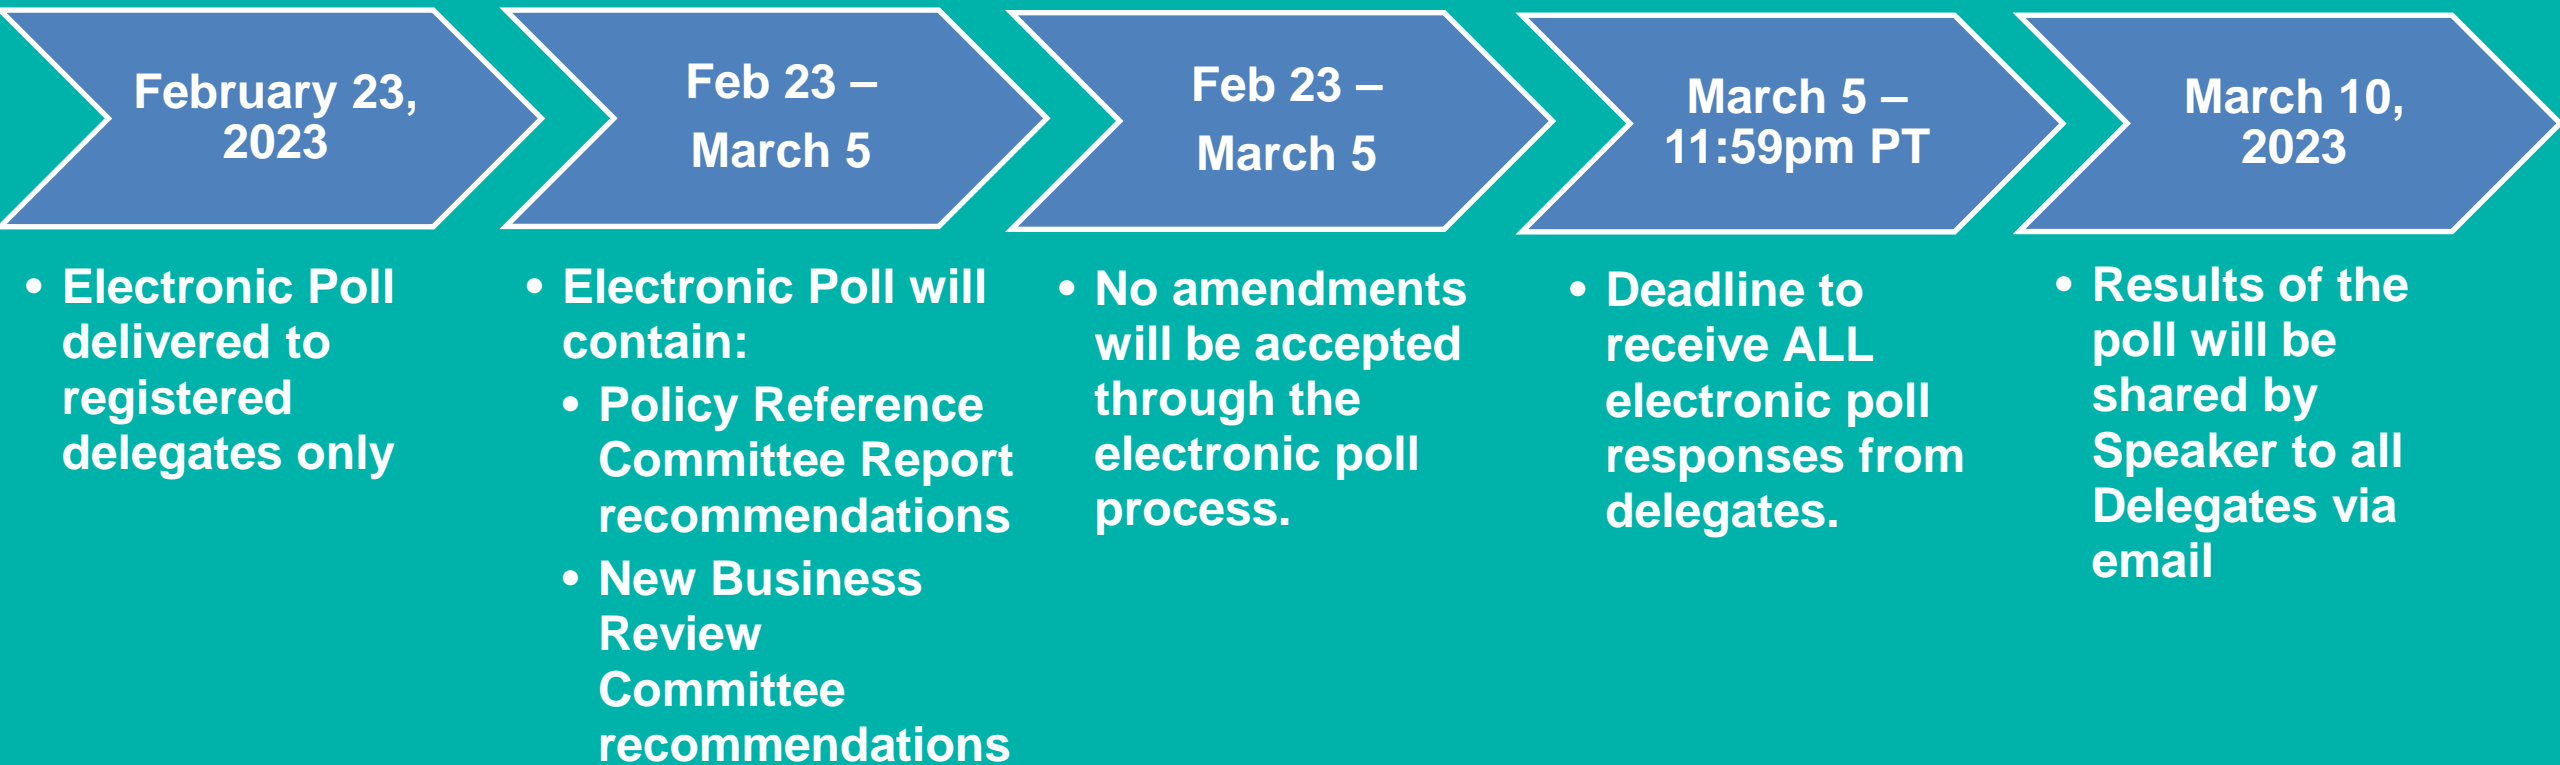 February 23,
2023
• Electronic Poll
delivered to
registered
delegates only
Feb 23 –
March 5
• Electronic Poll will
contain:
• Policy Reference
Committee Report
recommendations
• New Business
Review
Committee
recommendations
Feb 23 –
March 5
• No amendments
will be accepted
through the
electronic poll
process.
March 5 –
11:59pm PT
• Deadline to
receive ALL
electronic poll
responses from
delegates.
March 10,
2023
• Results of the
poll will be
shared by
Speaker to all
Delegates via
email